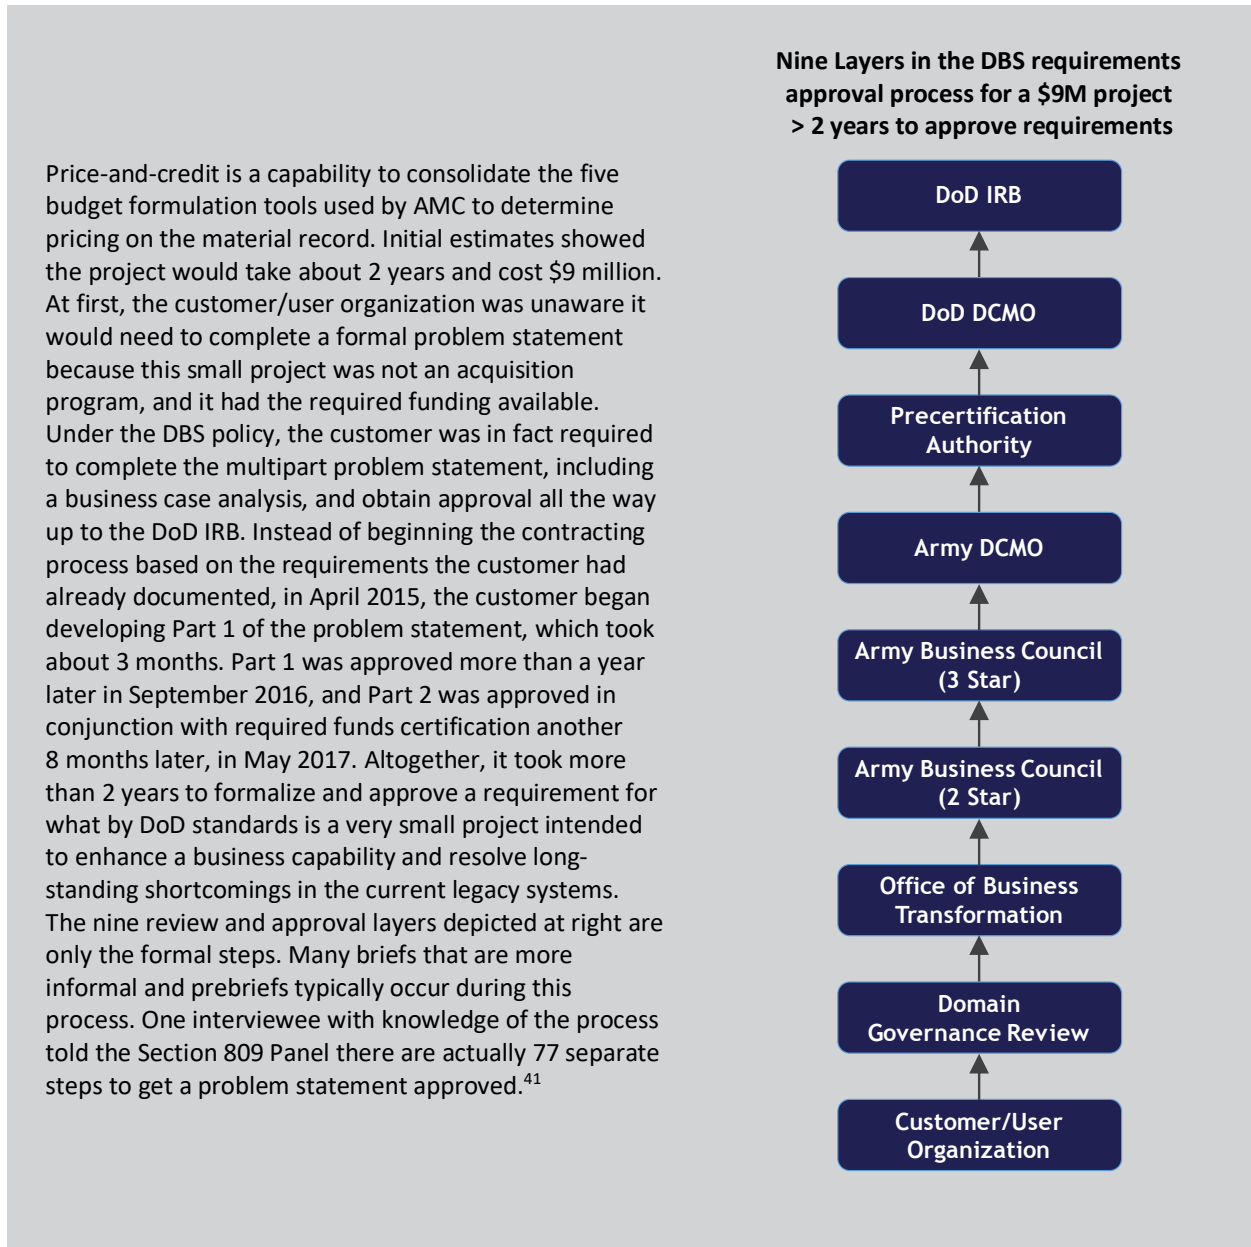 Price-and-credit is a capability to consolidate the five
budget formulation tools used by AMC to determine
pricing on the material record. Initial estimates showed
the project would take about 2 years and cost $9 million.
At first, the customer/user organization was unaware it
would need to complete a formal problem statement
because this small project was not an acquisition
program, and it had the required funding available.
Under the DBS policy, the customer was in fact required
to complete the multipart problem statement, including
a business case analysis, and obtain approval all the way
up to the DoD IRB. Instead of beginning the contracting
process based on the requirements the customer had
already documented, in April 2015, the customer began
developing Part 1 of the problem statement, which took
about 3 months. Part 1 was approved more than a year
later in September 2016, and Part 2 was approved in
conjunction with required funds certification another
8 months later, in May 2017. Altogether, it took more
than 2 years to formalize and approve a requirement for
what by DoD standards is a very small project intended
to enhance a business capability and resolve long-
standing shortcomings in the current legacy systems.
The nine review and approval layers depicted at right are
only the formal steps. Many briefs that are more
informal and prebriefs typically occur during this
process. One interviewee with knowledge of the process
told the Section 809 Panel there are actually 77 separate
steps to get a problem statement approved.41
Nine Layers in the DBS requirements
approval process for a $9M project
> 2 years to approve requirements
DoD IRB
DoD DCMO
Precertification
Authority
Army DCMO
Army Business Council
(3 Star)
Army Business Council
(2 Star)
Office of Business
Transformation
Domain
Governance Review
Customer/User
Organization